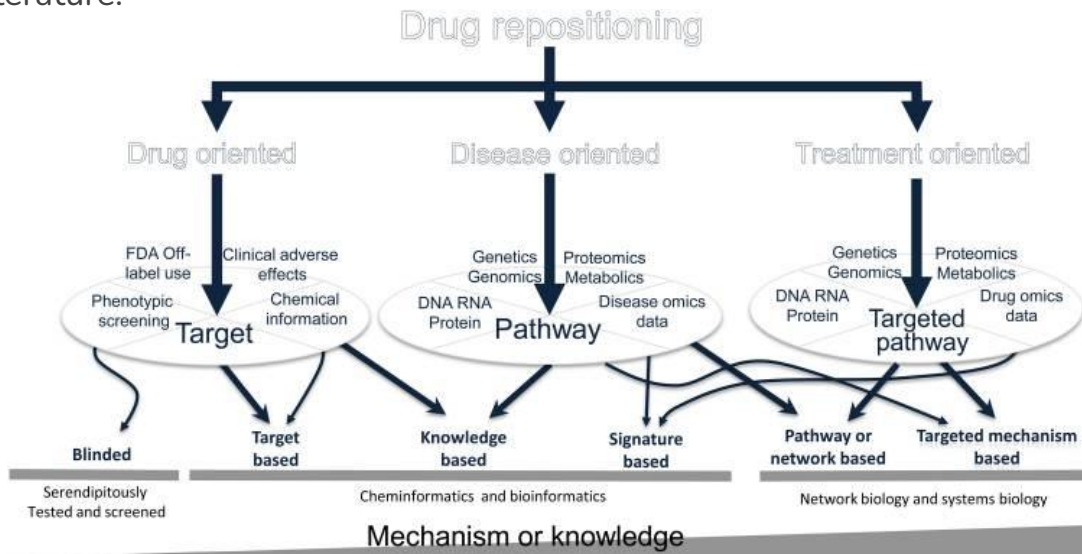 Drug repositioning
Drug oriented
Disease oriented
Treatment oriented
FDA Off-
label use
Clinical adverse
effects
Phenotypic
screening
Chemical
information
Target
Genetics
Genomics
Proteomics
Metabolics
DNA RNA
Protein
Disease omics
data
Pathway
Genetics
Genomics
Proteomics
Metabolics
DNA RNA
Protein
Drug omics
data
Targeted
pathway
Blinded
Target
based
Knowledge
based
Signature
based
Pathway or
network based
Targeted mechanism
based
Serendipitously
Tested and screened
Cheminformatics and bioinformatics
Network biology and systems biology
Mechanism or knowledge